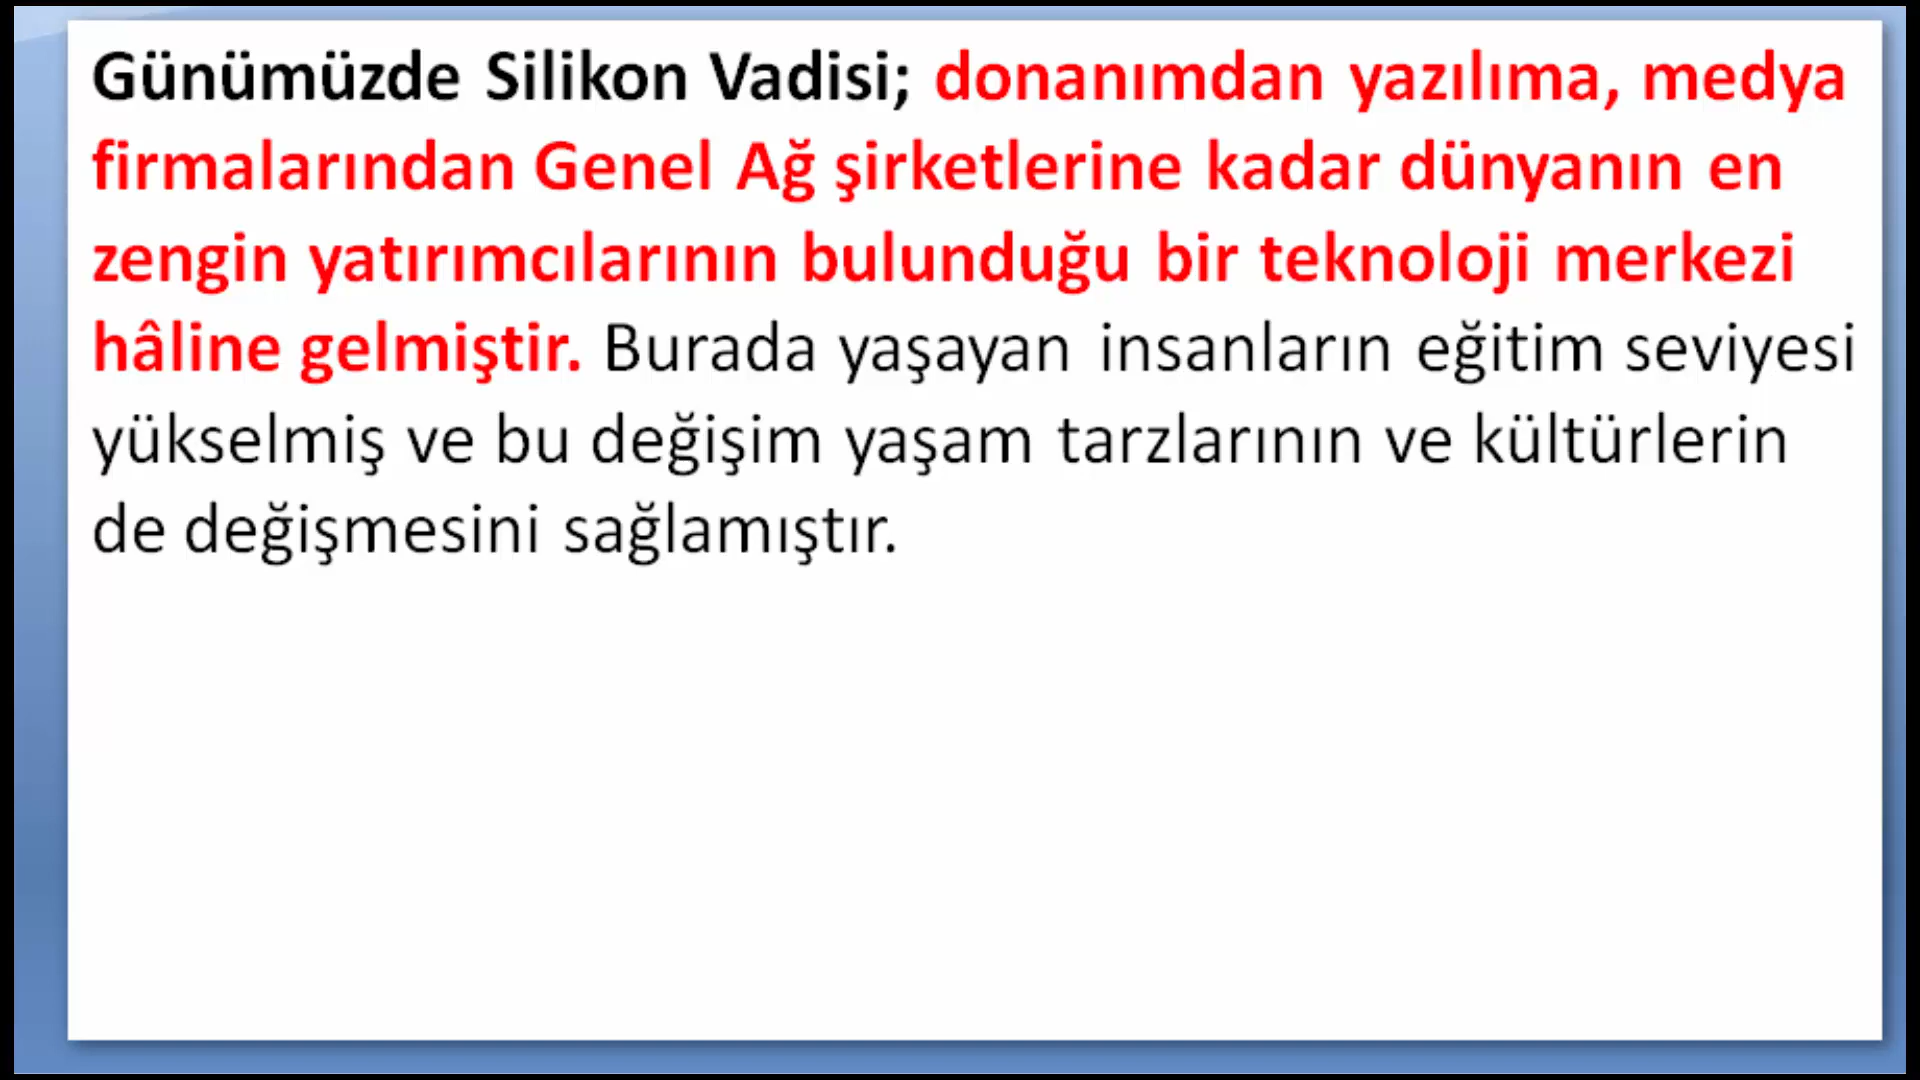 Günümüzde Silikon Vadisi; donanımdan yazılıma, medya
firmalarından Genel Ağ şirketlerine kadar dünyanın en
zengin yatırımcılarının bulunduğu bir teknoloji merkezi
hâline gelmiştir. Burada yaşayan insanların eğitim seviyesi
yükselmiş ve bu değişim yaşam tarzlarının ve kültürlerin
de değişmesini sağlamıştır.